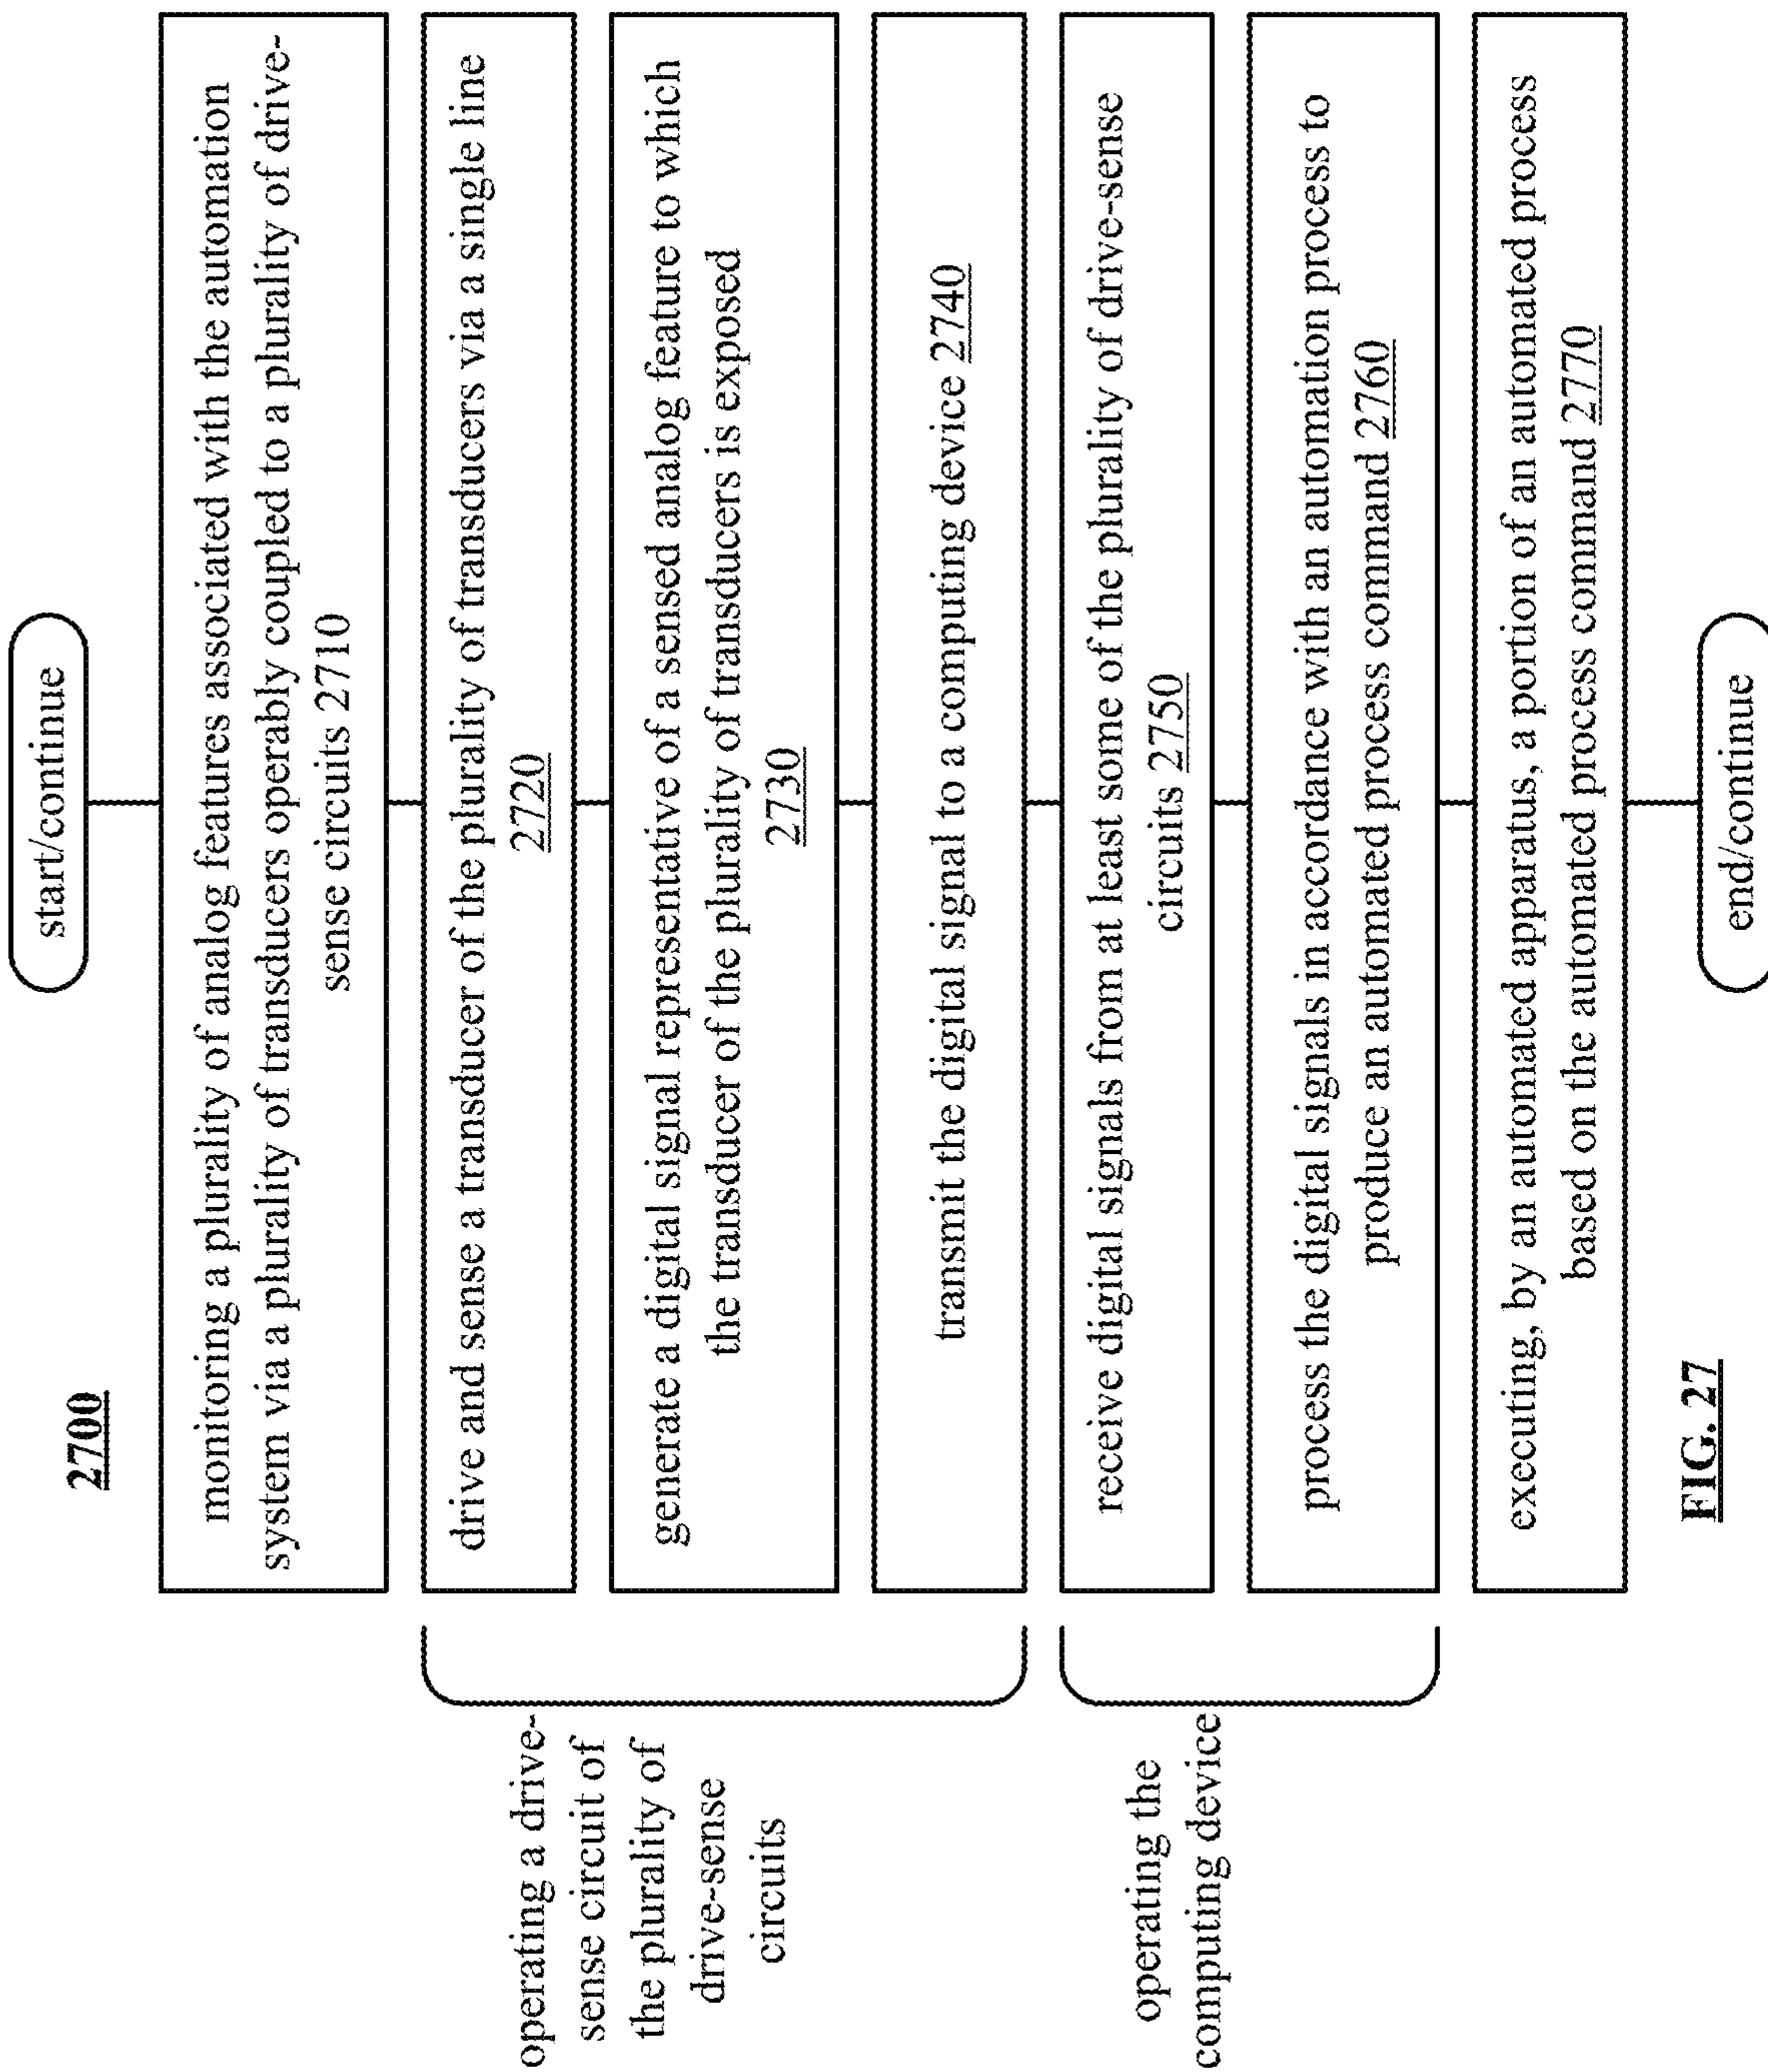 2700
start/continue
monitoring a plurality of analog features associated with the automation
system via a plurality of transducers operably coupled to a plurality of drive-
sense circuits 2710
operating a drive-
sense circuit of
the plurality of
drive-sense
circuits
drive and sense a transducer of the plurality of transducers via a single line
2720
generate a digital signal representative of a sensed analog feature to which
the transducer of the plurality of transducers is exposed
2730
transmit the digital signal to a computing device 2740
operating the
computing device
receive digital signals from at least some of the plurality of drive-sense
circuits 2750
process the digital signals in accordance with an automation process to
produce an automated process command 2760
executing, by an automated apparatus, a portion of an automated process
based on the automated process command 2770
end/continue
FIG. 27